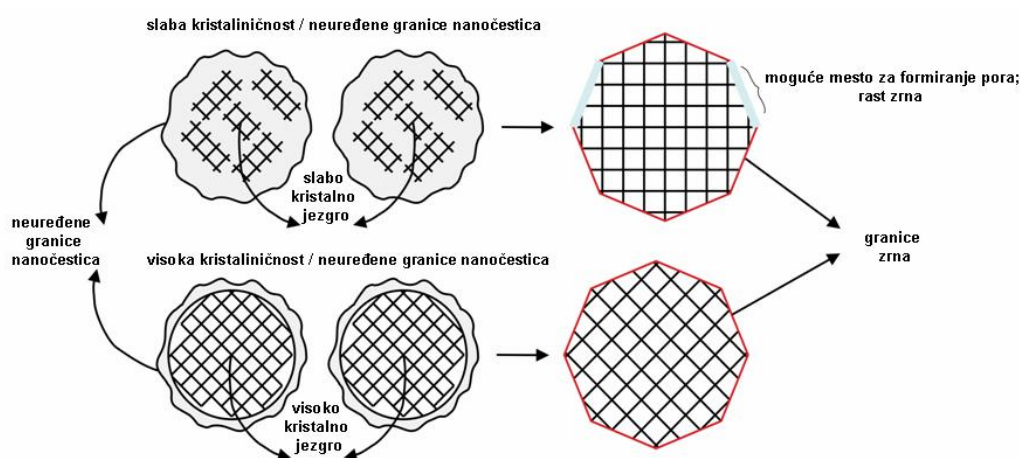 slaba kristaliničnost / neuređene granice nanočestica
moguće mesto za formiranje pora;
rast zrna
slabo
kristalno
jezgro
neuređene
granice
nanočestica
granice
zrna
visoka kristaliničnost / neuređene granice nanočestica
visoko
kristalno
jezgro